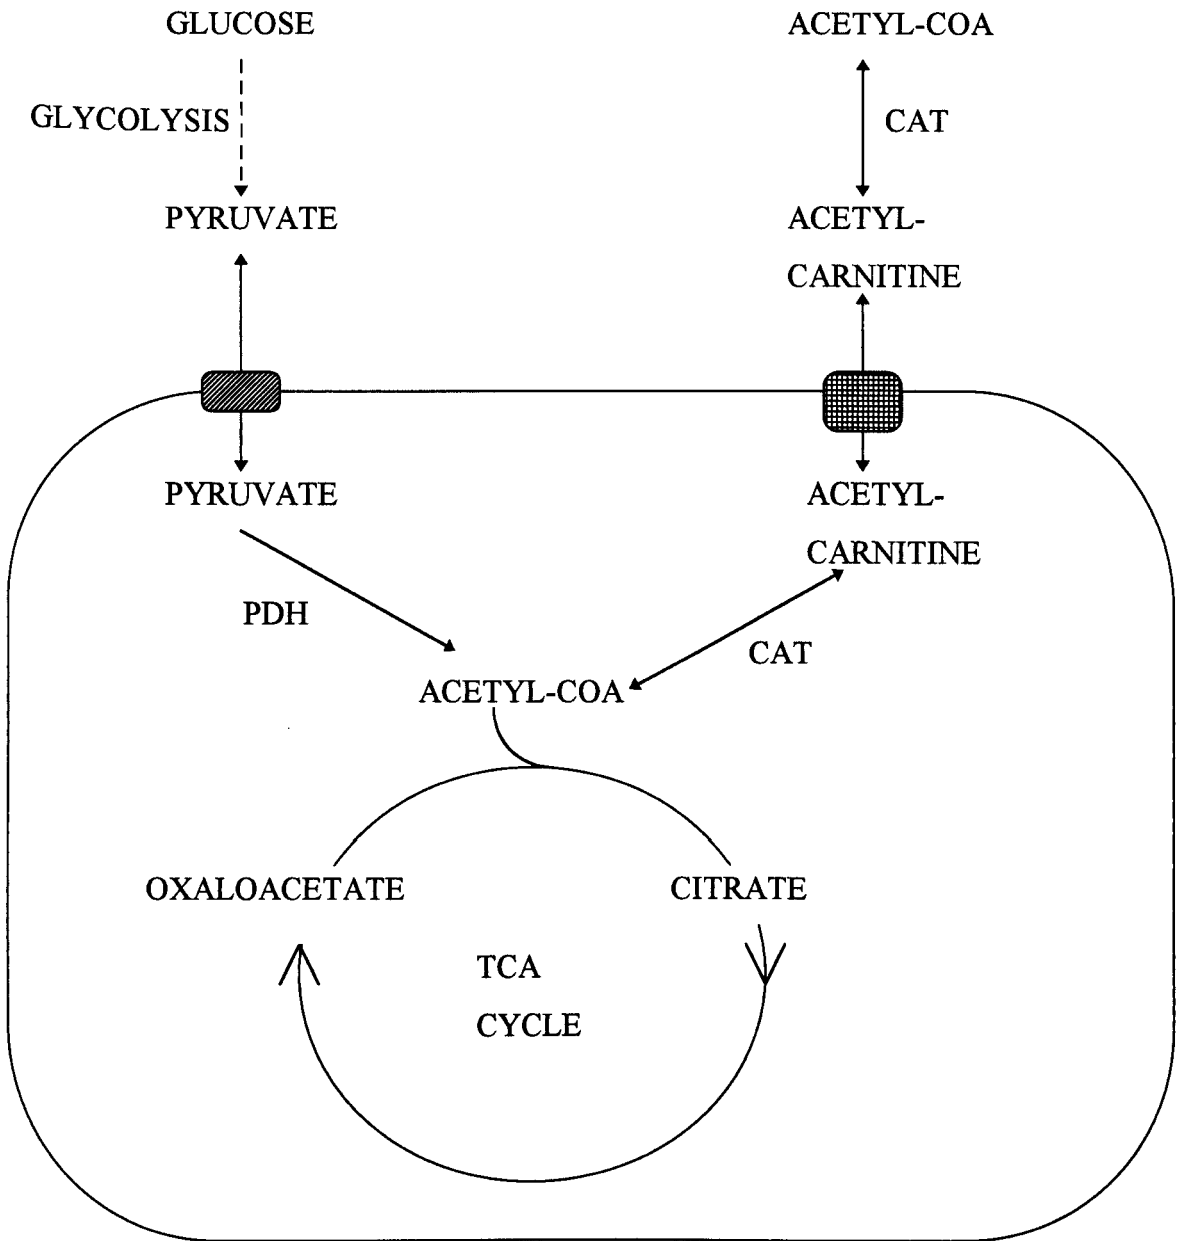 GLUCOSE
ACETYL-COA
GLYCOLYSIS
CAT
PYRUVATE
ACETYL-
CARNITINE
PYRUVATE
ACETYL-
CARNITINE
PDH
CAT
ACETYL-COA
OXALOACETATE
CITRATE
TCA
CYCLE